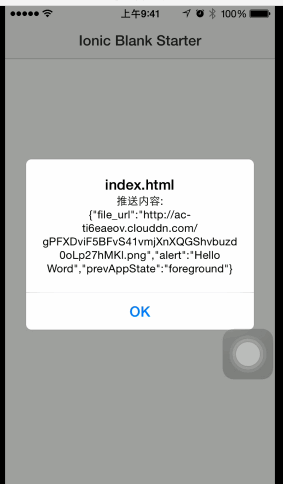 上午9:41 100%
Ionic Blank Starter
index.html
推送内容:
{"file_url":"http://ac-
ti6eaeov.clouddn.com/
gPFXDviF5BFvS41vmjXnXQGShvbuzd
0oLp27hMKI.png","alert":"Hello
Word","prevAppState":"foreground"}
OK